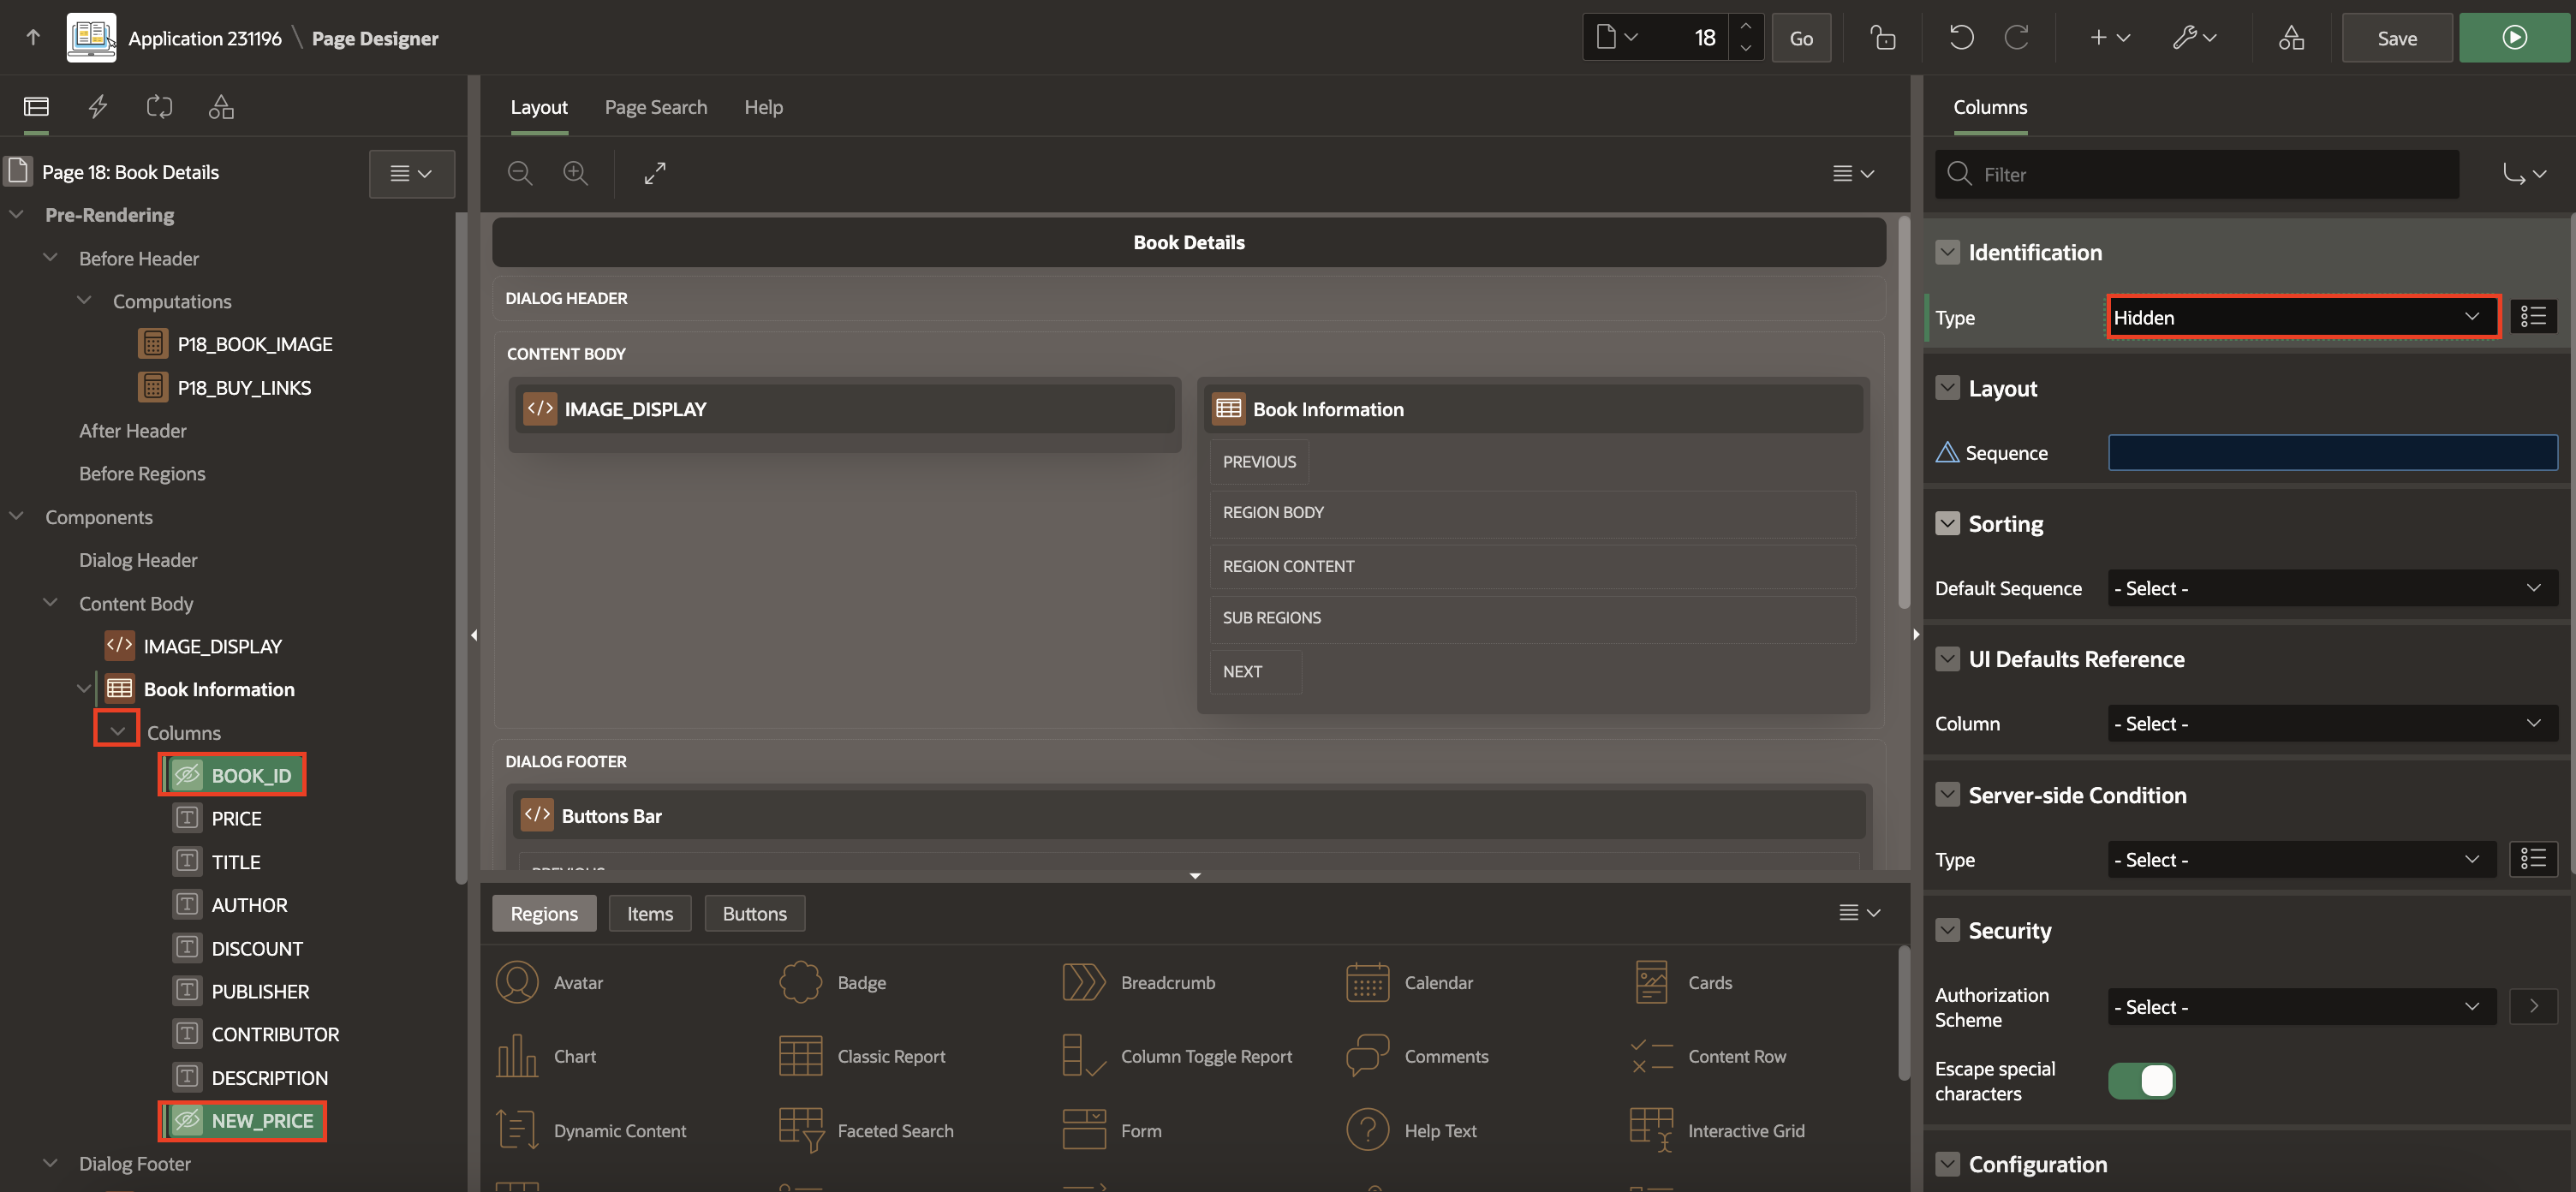 Application 231196 \ Page Designer
18
Go
Save
Page 18: Book Details
Pre-Rendering
Before Header
Computations
P18_BOOK_IMAGE
P18_BUY_LINKS
After Header
Before Regions
Components
Dialog Header
Content Body
IMAGE_DISPLAY
Book Information
Columns
BOOK_ID
PRICE
TITLE
AUTHOR
DISCOUNT
PUBLISHER
CONTRIBUTOR
DESCRIPTION
NEW_PRICE
Dialog Footer
Layout
Page Search
Help
Book Details
DIALOG HEADER
CONTENT BODY
IMAGE_DISPLAY
Book Information
PREVIOUS
REGION BODY
REGION CONTENT
SUB REGIONS
NEXT
DIALOG FOOTER
Buttons Bar
PREVIOUS
Regions
Items
Buttons
Avatar
Badge
Breadcrumb
Calendar
Cards
Chart
Classic Report
Column Toggle Report
Comments
Content Row
Dynamic Content
Faceted Search
Form
Help Text
Interactive Grid
Columns
Filter
Identification
Type
Hidden
Layout
Sequence
Sorting
Default Sequence
- Select -
UI Defaults Reference
Column
- Select -
Server-side Condition
Type
- Select -
Security
Authorization
Scheme
- Select -
Escape special
characters
Configuration